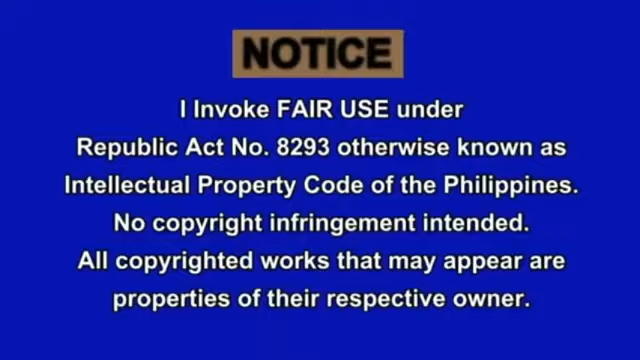 NOTICE
I Invoke FAIR USE under
Republic Act No. 8293 otherwise known as
Intellectual Property Code of the Philippines.
No copyright infringement intended.
All copyrighted works that may appear are
properties of their respective owner.